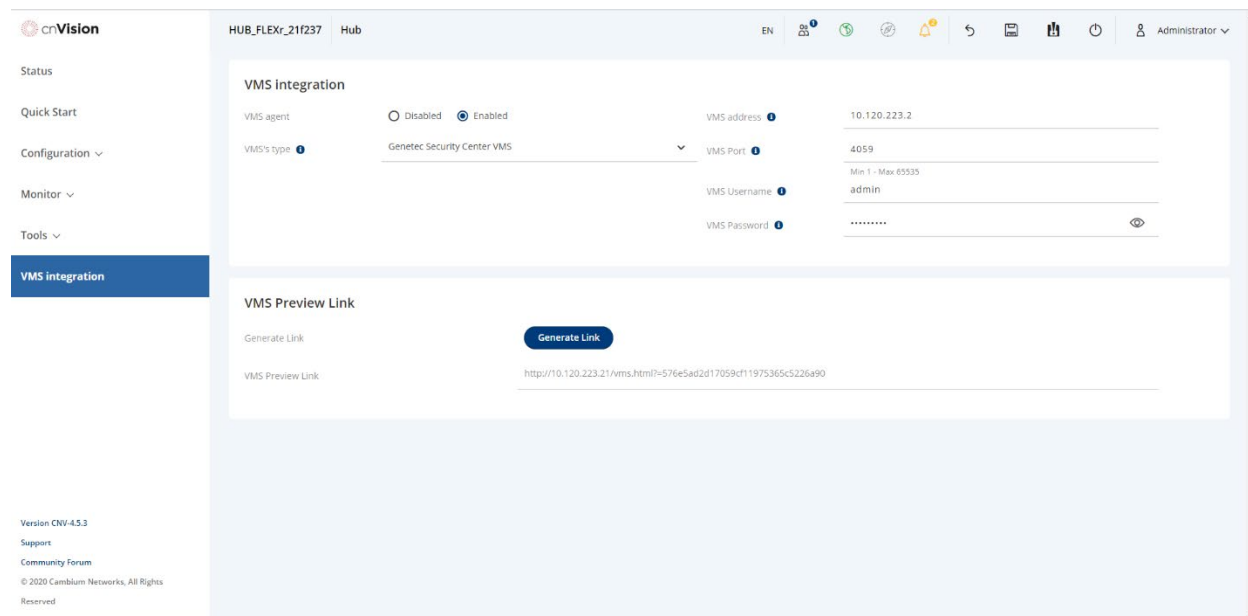 cnVision
HUB_FLEXr_21f237 Hub
EN
1
2
Administrator
Status
Quick Start
Configuration
Monitor
Tools
VMS integration
VMS integration
VMS agent
Disabled Enabled
VMS's type
Genetec Security Center VMS
VMS address
10.120.223.2
VMS Port
4059
Min 1 - Max 65535
VMS Username
admin
VMS Password
•••••••••
VMS Preview Link
Generate Link
Generate Link
VMS Preview Link
http://10.120.223.21/vms.html?=576e5ad2d17059cf11975365c5226a90
Version CNV-4.5.3
Support
Community Forum
© 2020 Cambium Networks, All Rights
Reserved